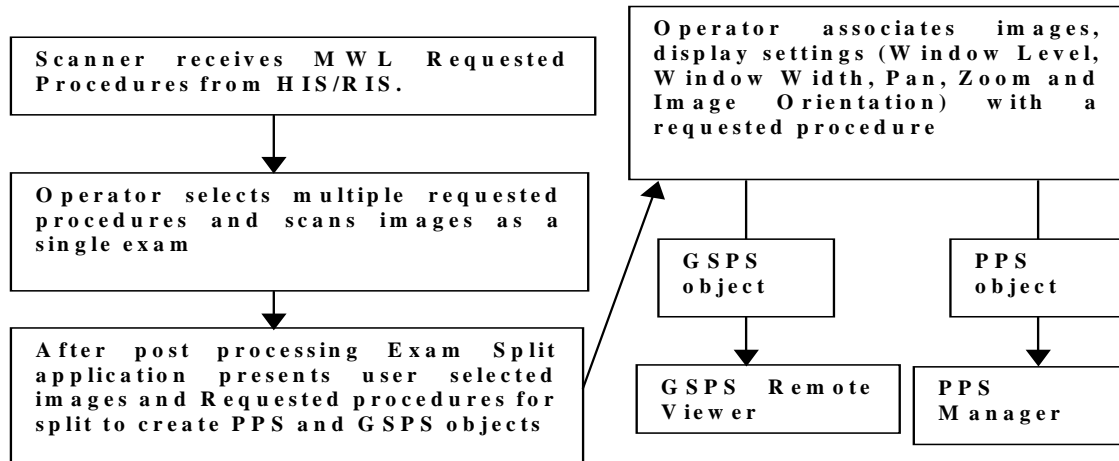 Scanner receives MWL Requested
Procedures from HIS/RIS.
Operator selects multiple requested
procedures and scans images as a
single exam
After post processing Exam Split
application presents user selected
images and Requested procedures for
split to create PPS and GSPS objects
Operator associates images,
display settings (Window Level,
Window Width, Pan, Zoom and
Image Orientation) with a
requested procedure
GSPS
object
PPS
object
GSPS Remote
Viewer
PPS
Manager